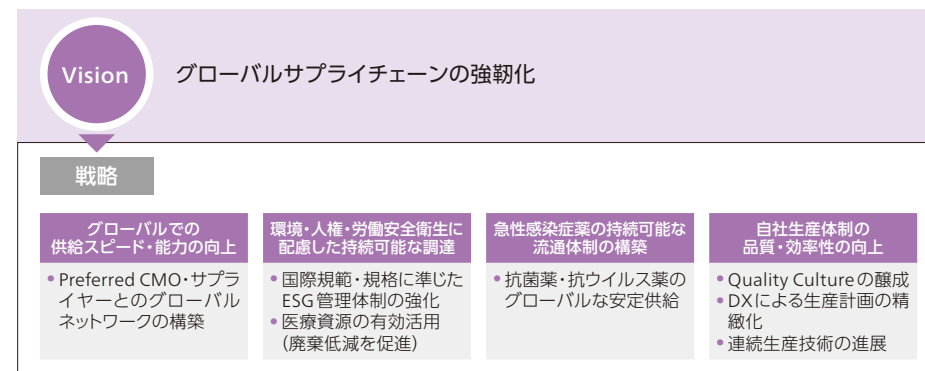 Vision
グローバルサプライチェーンの強靭化
戦略
グローバルでの
供給スピード・能力の向上
• Preferred CMO・サプラ
イヤーとのグローバル
ネットワークの構築
環境・人権・労働安全衛生に
配慮した持続可能な調達
• 国際規範・規格に準じた
ESG管理体制の強化
• 医療資源の有効活用
（廃棄低減を促進）
急性感染症薬の持続可能な
流通体制の構築
• 抗菌薬・抗ウイルス薬の
グローバルな安定供給
自社生産体制の
品質・効率性の向上
• Quality Cultureの醸成
• DXによる生産計画の精
緻化
• 連続生産技術の進展